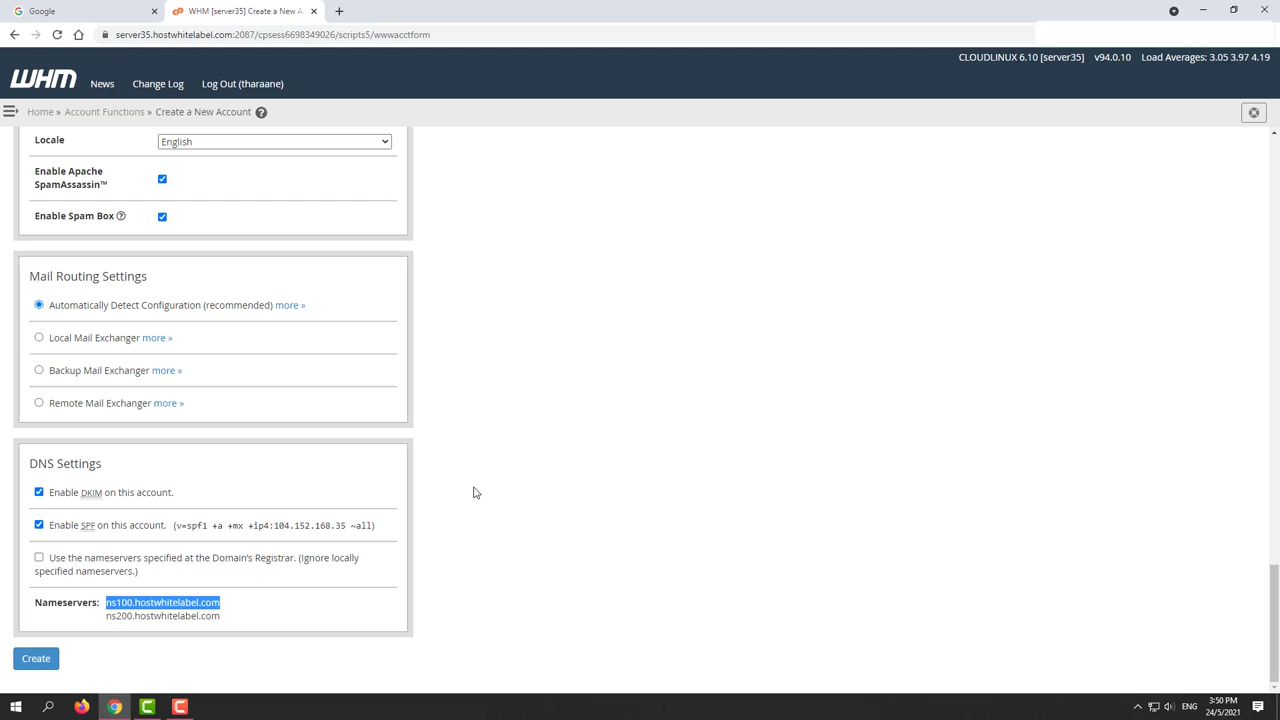 Google
WHM [server35] Create a New A
server35.hostwhitelabel.com:2087/cpsess6698349026/scripts5/wwwacctform
CLOUDLINUX 6.10 [server35] v94.0.10 Load Averages: 3.05 3.97 4.19
WHM News Change Log Log Out (tharaane)
Home » Account Functions » Create a New Account ?
Locale English
Enable Apache
SpamAssassin™
Enable Spam Box ?
Mail Routing Settings
Automatically Detect Configuration (recommended) more »
Local Mail Exchanger more »
Backup Mail Exchanger more »
Remote Mail Exchanger more »
DNS Settings
Enable DKIM on this account.
Enable SPF on this account. (v=spf1 +a +mx +ip4:104.152.168.35 ~all)
Use the nameservers specified at the Domain's Registrar. (Ignore locally
specified nameservers.)
Nameservers: ns100.hostwhitelabel.com
ns200.hostwhitelabel.com
Create
ENG
3:50 PM
24/5/2021